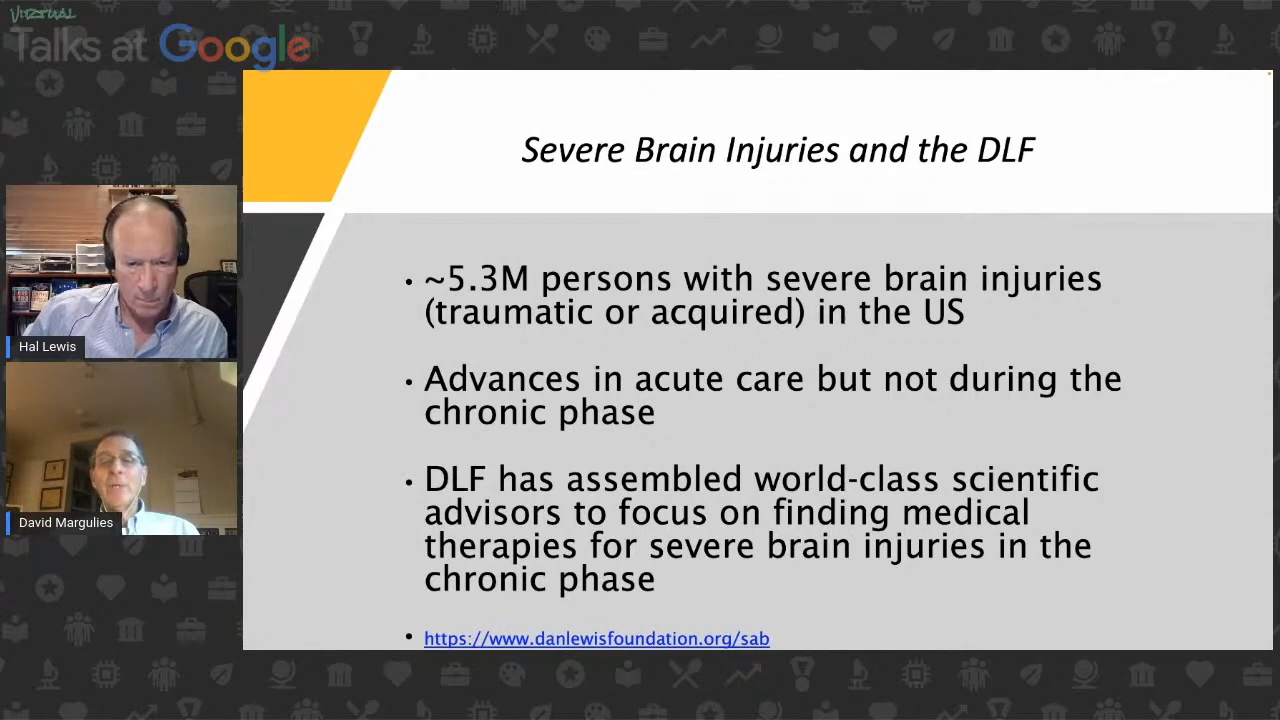 VIRTUAL
Talks at Google
Severe Brain Injuries and the DLF
• ~5.3M persons with severe brain injuries
(traumatic or acquired) in the US
• Advances in acute care but not during the
chronic phase
• DLF has assembled world-class scientific
advisors to focus on finding medical
therapies for severe brain injuries in the
chronic phase
• https://www.danlewisfoundation.org/sab
Hal Lewis
David Margulies